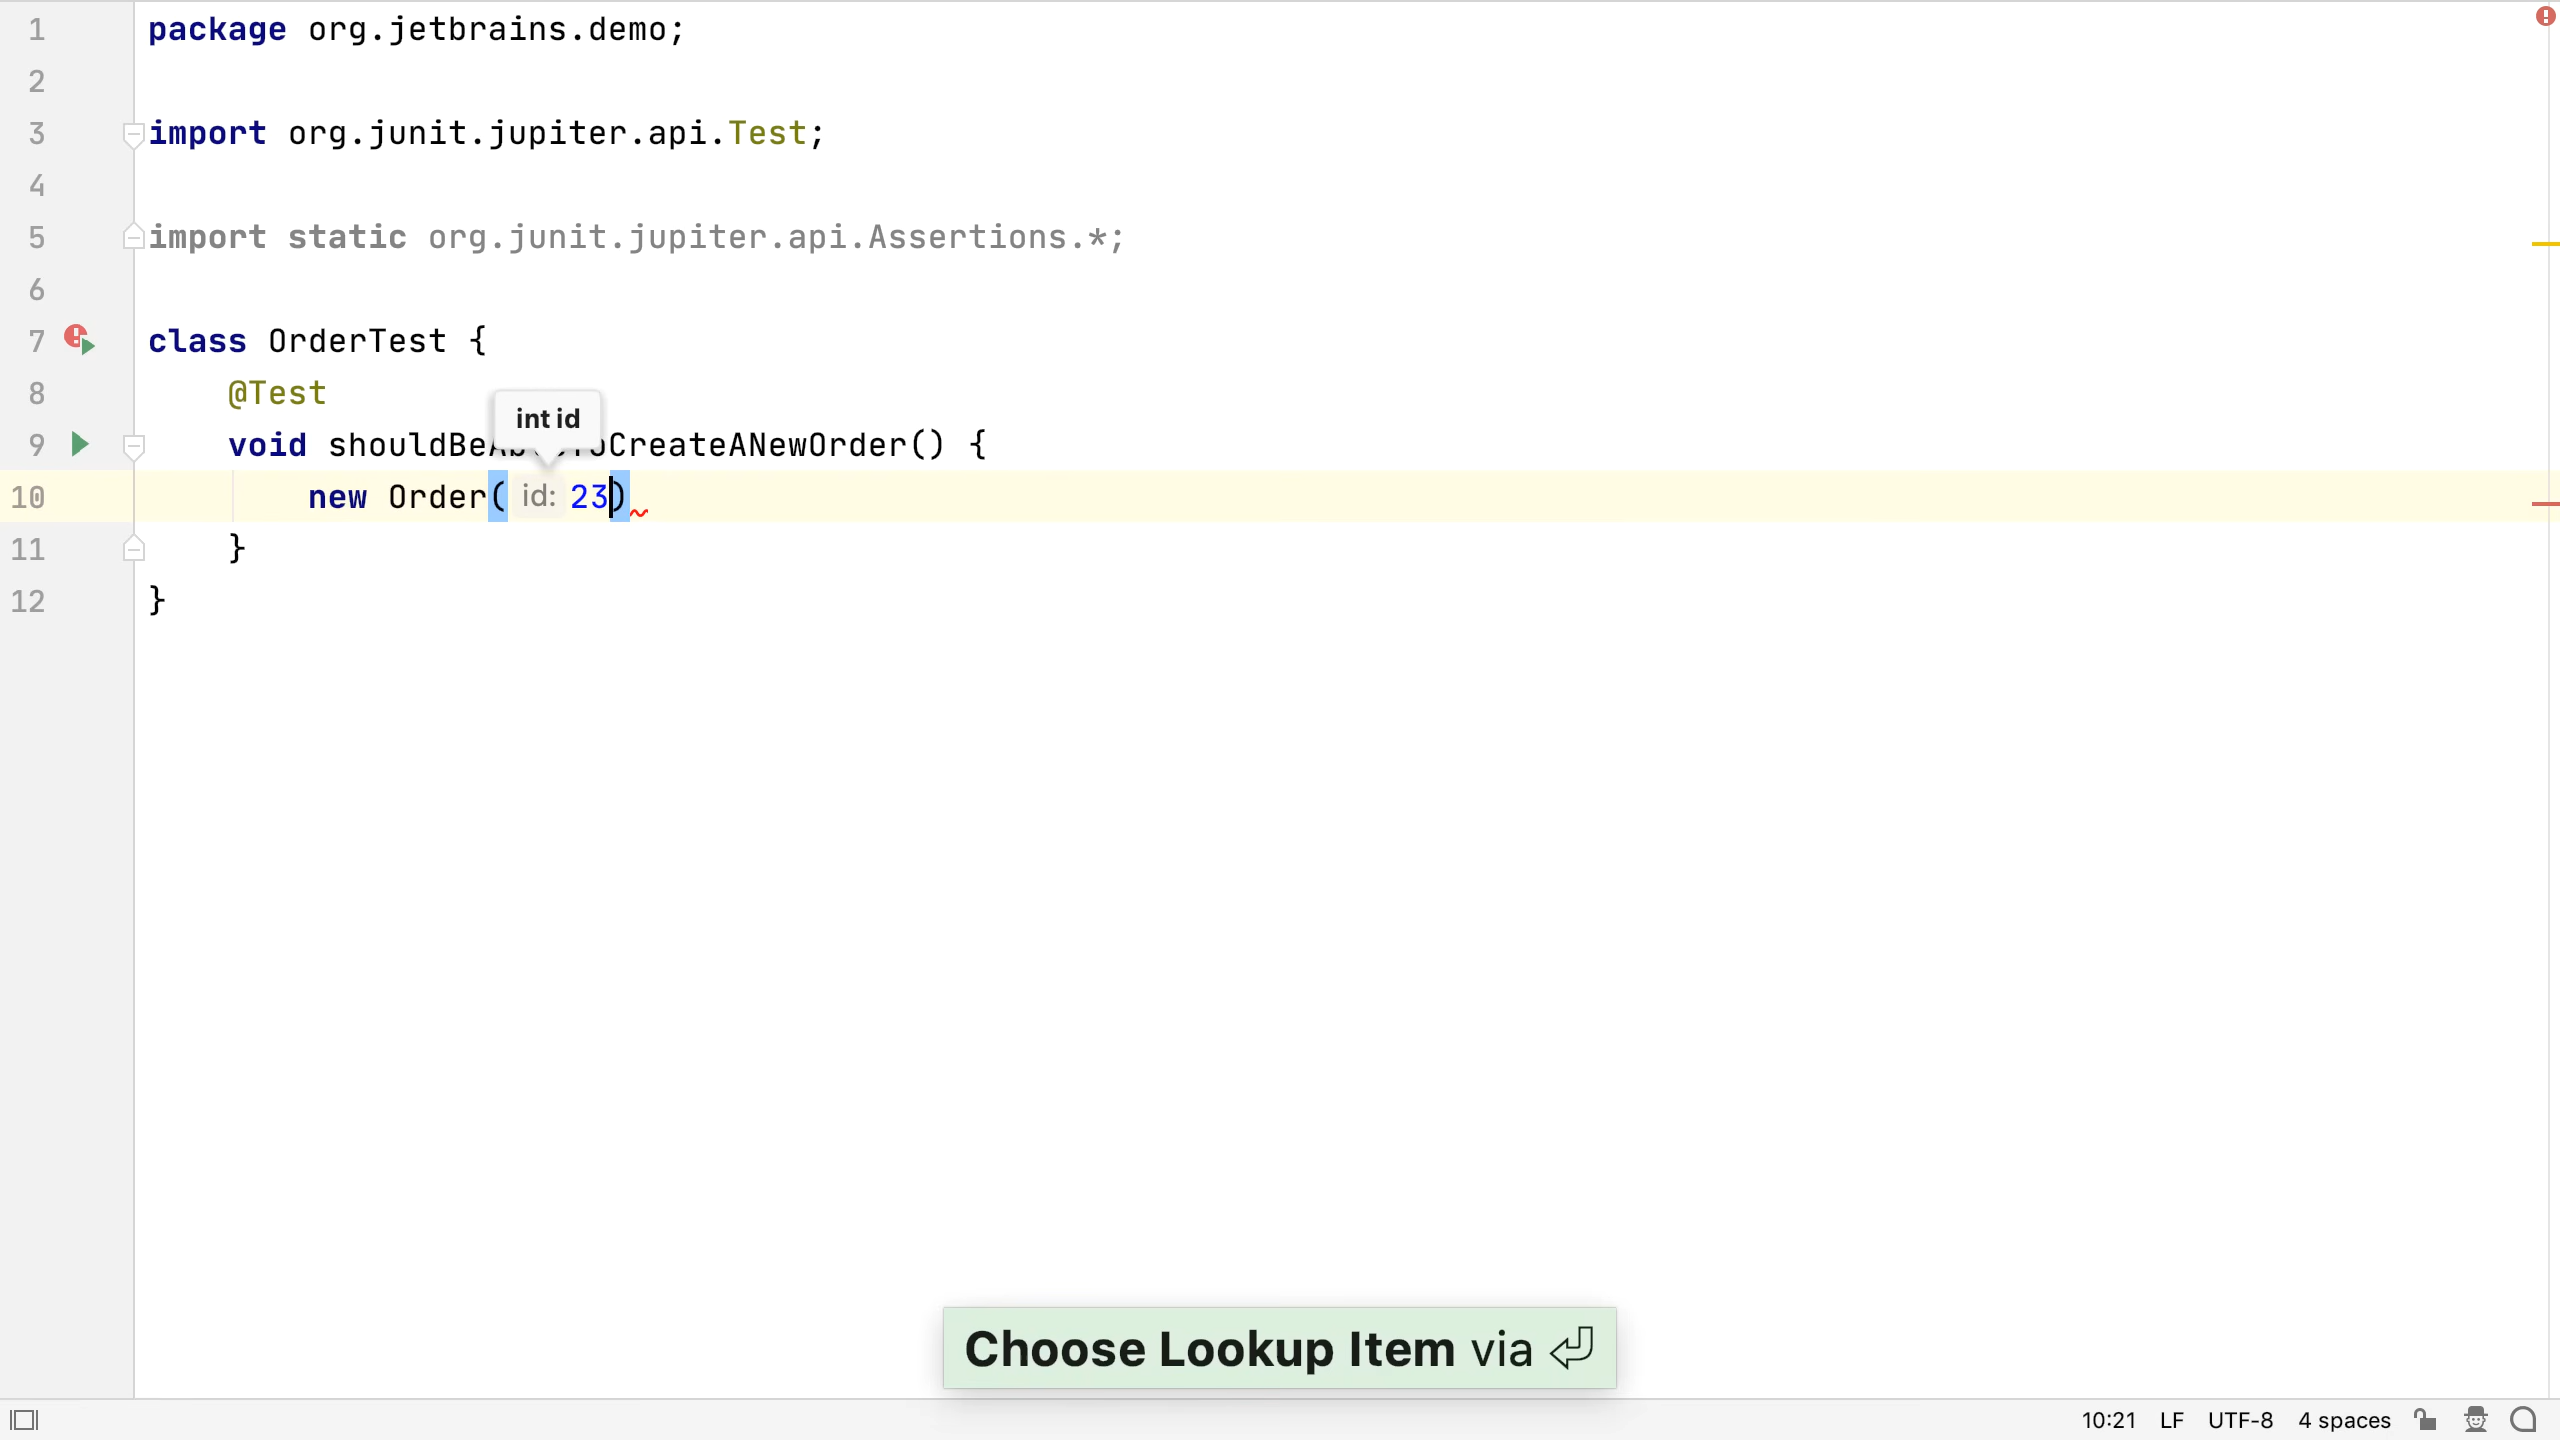 1 package org.jetbrains.demo;
2
3 import org.junit.jupiter.api.Test;
4
5 import static org.junit.jupiter.api.Assertions.*;
6
7 class OrderTest {
8 @Test
int id
9 void shouldBeA CreateANewOrder() {
10 new Order( id: 23)
11 }
12 }
Choose Lookup Item via ⏎
10:21 LF UTF-8 4 spaces